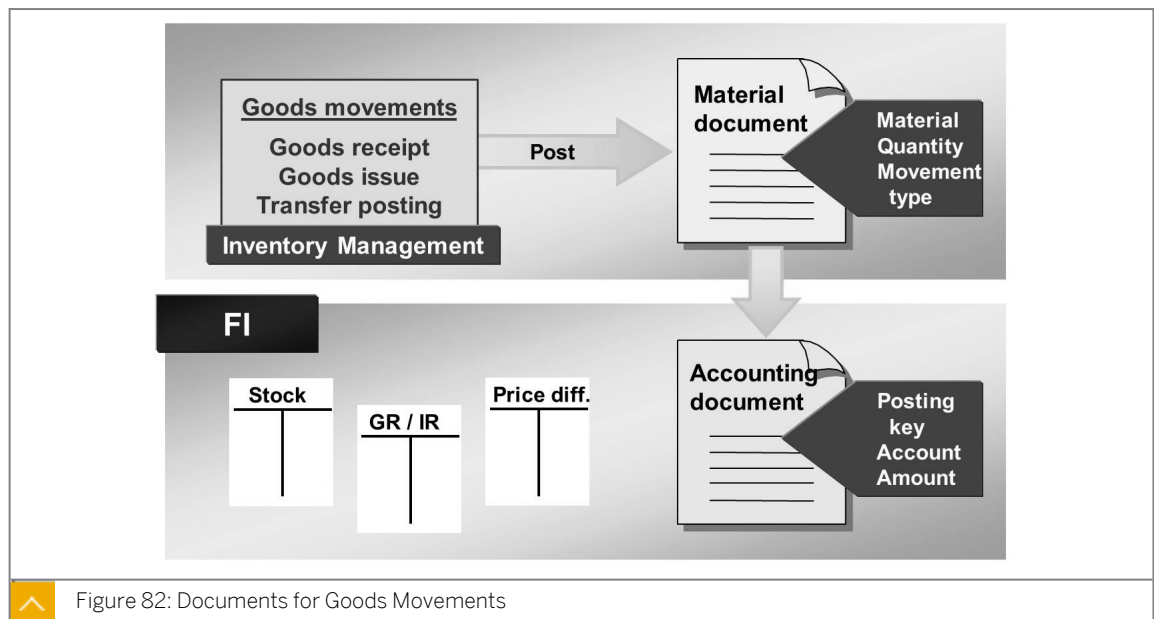 Goods movements
Goods receipt
Goods issue
Transfer posting
Inventory Management
Post
Material
document
Material
Quantity
Movement
type
FI
Stock
GR / IR
Price diff.
Accounting
document
Posting
key
Account
Amount
Figure 82: Documents for Goods Movements